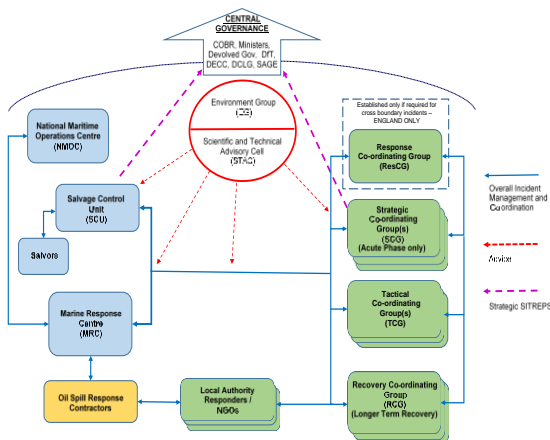 CENTRAL
GOVERNANCE
COBR, Ministers,
Devolved Gov, DfT,
DECC, DCLG, SAGE
Environment Group
(EG)
Scientific and Technical
Advisory Cell
(STAC)
National Maritime
Operations Centre
(NMOC)
Salvage Control
Unit
(SCU)
Salvors
Marine Response
Centre
(MRC)
Oil Spill Response
Contractors
Local Authority
Responders /
NGOs
Established only if required for
cross boundary incidents –
ENGLAND ONLY
Response
Co-ordinating Group
(ResCG)
Strategic
Co-ordinating
Group(s)
(SCG)
(Acute Phase only)
Tactical
Co-ordinating
Group(s)
(TCG)
Recovery Co-ordinating
Group
(RCG)
(Longer Term Recovery)
Overall Incident
Management and
Co-ordination
Advice
Strategic SITREPS